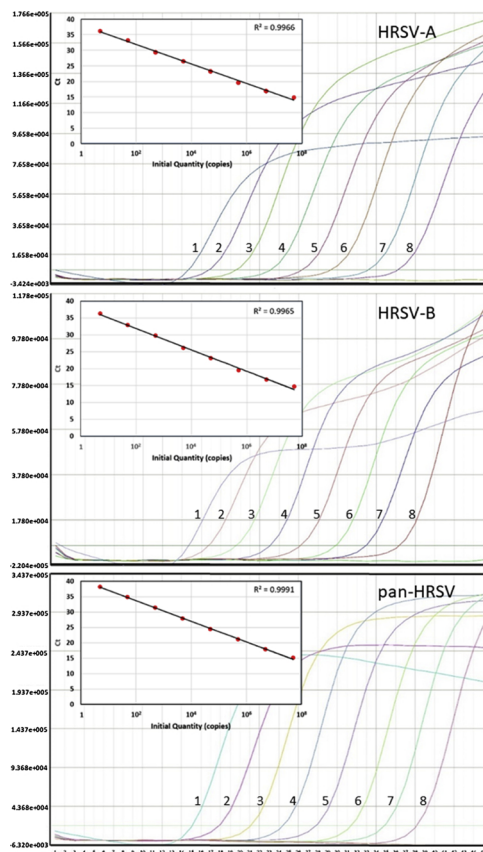 1.766e+005
1.566e+005
1.366e+005
1.166e+005
9.658e+004
7.658e+004
5.658e+004
3.658e+004
1.658e+004
-3.424e+003
HRSV-A
R² = 0.9966
40
35
30
25
20
15
10
5
0
Ct
1 10² 10⁴ 10⁶ 10⁸
Initial Quantity (copies)
1 2 3 4 5 6 7 8
1.178e+005
9.780e+004
7.780e+004
5.780e+004
3.780e+004
1.780e+004
-2.204e+003
HRSV-B
R² = 0.9965
40
35
30
25
20
15
10
5
0
Ct
1 10² 10⁴ 10⁶ 10⁸
Initial Quantity (copies)
1 2 3 4 5 6 7 8
3.437e+005
2.937e+005
2.437e+005
1.937e+005
1.437e+005
9.368e+004
4.368e+004
-6.320e+003
pan-HRSV
R² = 0.9991
40
35
30
25
20
15
10
5
0
Ct
1 10² 10⁴ 10⁶ 10⁸
Initial Quantity (copies)
1 2 3 4 5 6 7 8